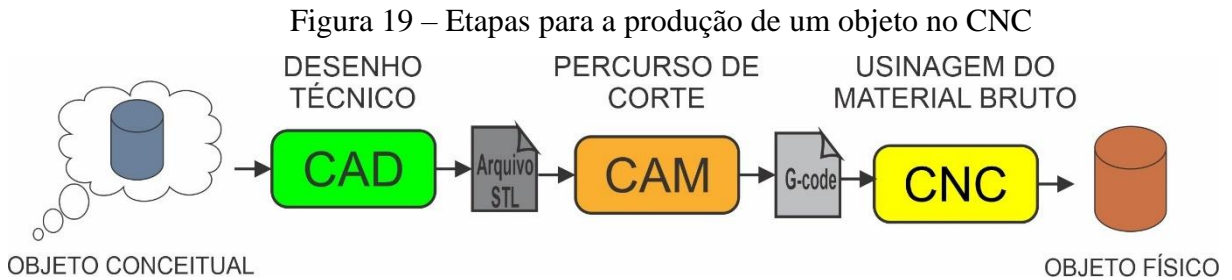 Figura 19 – Etapas para a produção de um objeto no CNC
DESENHO
TÉCNICO
PERCURSO DE
CORTE
USINAGEM DO
MATERIAL BRUTO
CAD
Arquivo
STL
CAM
G-code
CNC
OBJETO CONCEITUAL
OBJETO FÍSICO